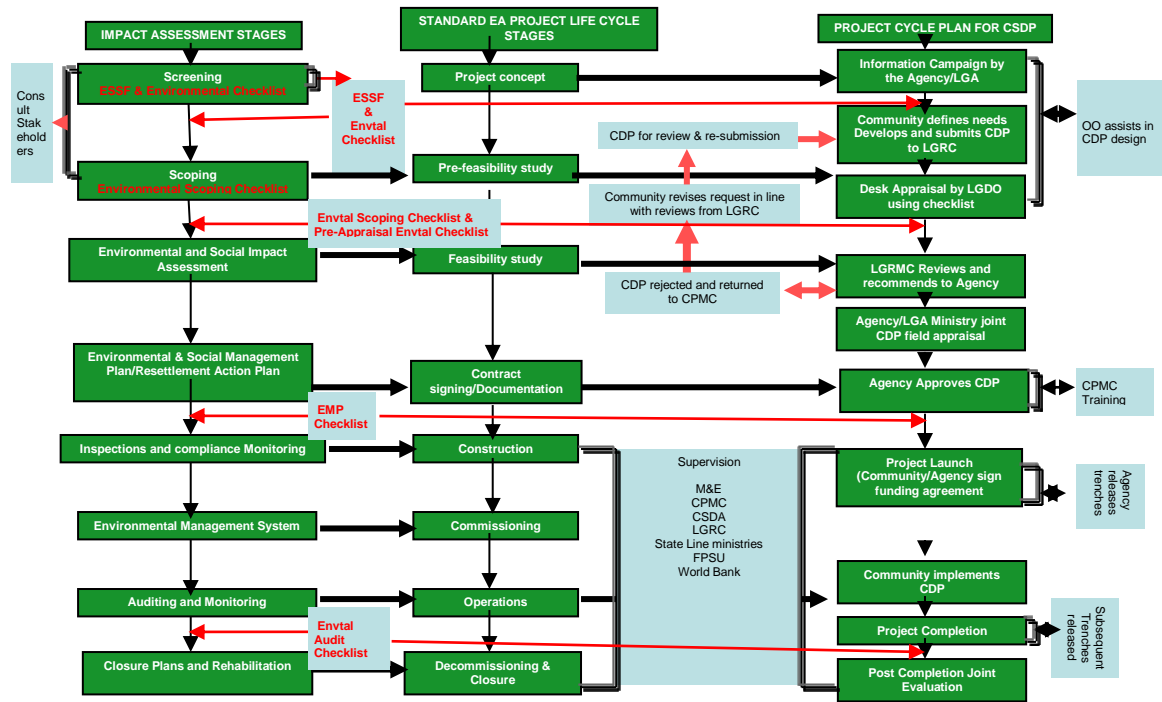 IMPACT ASSESSMENT STAGES
STANDARD EA PROJECT LIFE CYCLE
STAGES
PROJECT CYCLE PLAN FOR CSDP
Cons
ult
Stak
ehold
ers
Screening
ESSF & Environmental Checklist
ESSF
&
Envtal
Checklist
Project concept
Information Campaign by
the Agency/LGA
CDP for review & re-submission
Community defines needs
Develops and submits CDP
to LGRC
OO assists in
CDP design
Scoping
Environmental Scoping Checklist
Pre-feasibility study
Community revises request in line
with reviews from LGRC
Desk Appraisal by LGDO
using checklist
Envtal Scoping Checklist &
Pre-Appraisal Envtal Checklist
Environmental and Social Impact
Assessment
Feasibility study
CDP rejected and returned
to CPMC
LGRMC Reviews and
recommends to Agency
Agency/LGA Ministry joint
CDP field appraisal
Environmental & Social Management
Plan/Resettlement Action Plan
Contract
signing/Documentation
Agency Approves CDP
CPMC
Training
EMP
Checklist
Inspections and compliance Monitoring
Construction
Supervision
M&E
CPMC
CSDA
LGRC
State Line ministries
FPSU
World Bank
Project Launch
(Community/Agency sign
funding agreement
Agency
releases
trenches
Environmental Management System
Commissioning
Community implements
CDP
Auditing and Monitoring
Operations
Project Completion
Subsequent
Trenches
released
Envtal
Audit
Checklist
Closure Plans and Rehabilitation
Decommissioning &
Closure
Post Completion Joint
Evaluation